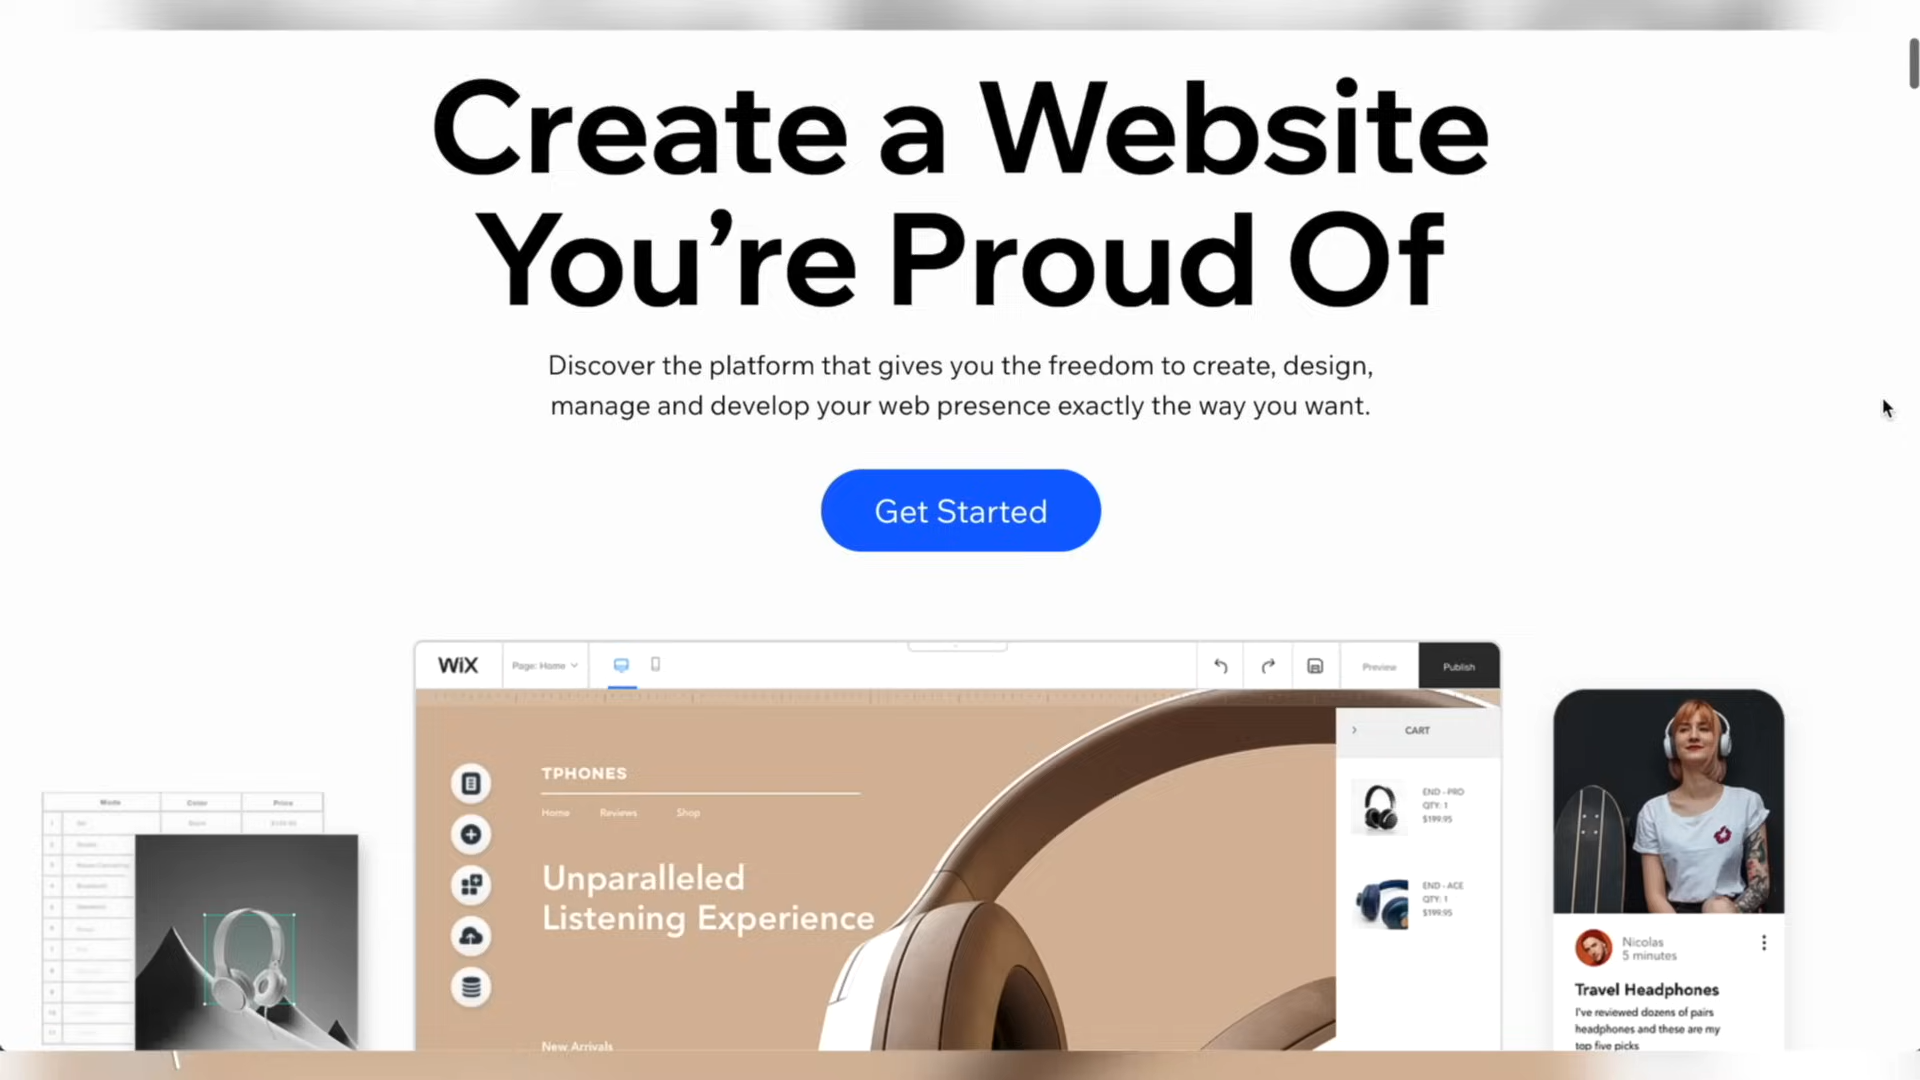 Create a Website
You’re Proud Of
Discover the platform that gives you the freedom to create, design,
manage and develop your web presence exactly the way you want.
Get Started
WiX
Page: Home
Preview
Publish
CART
TPHONES
Home
Reviews
Shop
END - PRO
QTY: 1
$199.95
Unparalleled
Listening Experience
END - ACE
QTY: 1
$199.95
New Arrivals
Color
Price
Nicolas
5 minutes
Travel Headphones
I've reviewed dozens of pairs
headphones and these are my
top five picks